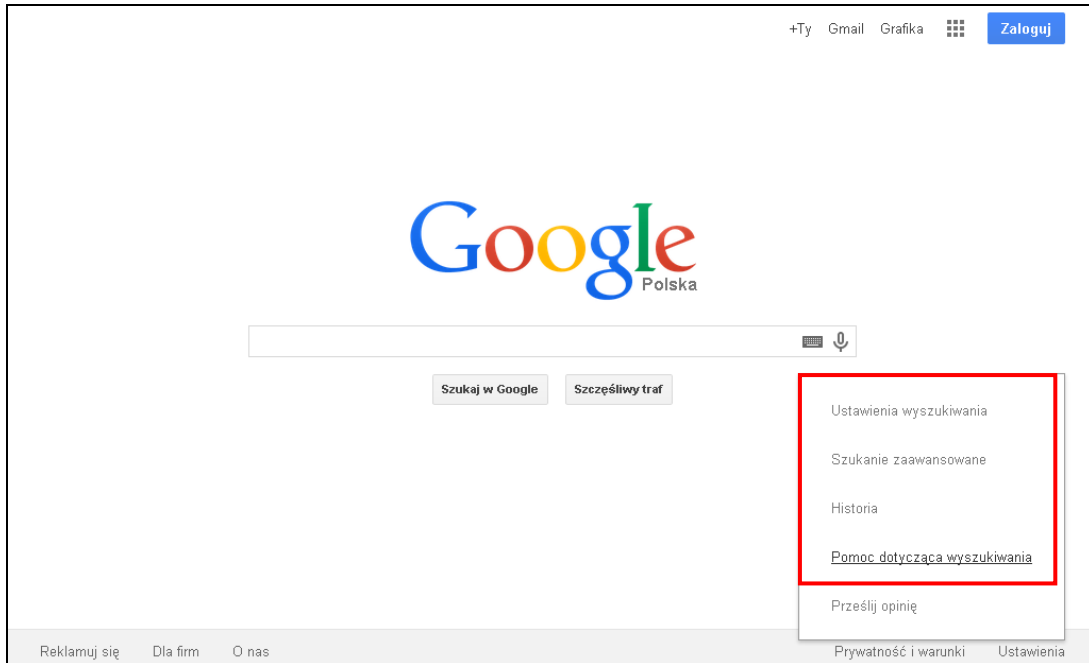 +Ty Gmail Grafika Zaloguj
Google
Polska
Szukaj w Google Szczęśliwy traf
Ustawienia wyszukiwania
Szukanie zaawansowane
Historia
Pomoc dotycząca wyszukiwania
Prześlij opinię
Reklamuj się Dla firm O nas Prywatność i warunki Ustawienia